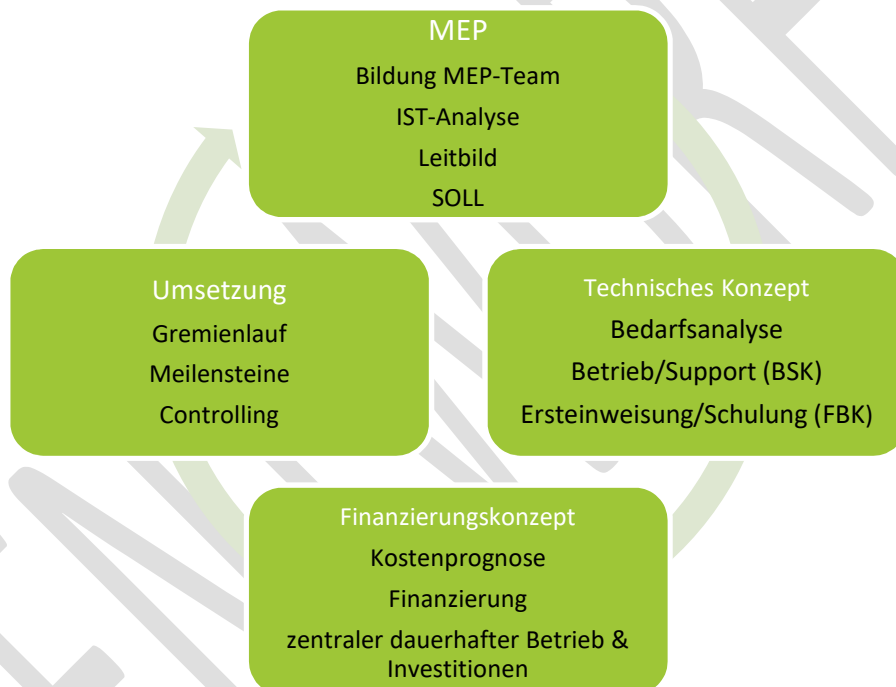 MEP
Bildung MEP-Team
IST-Analyse
Leitbild
SOLL
Umsetzung
Gremienlauf
Meilensteine
Controlling
Technisches Konzept
Bedarfsanalyse
Betrieb/Support (BSK)
Ersteinweisung/Schulung (FBK)
Finanzierungskonzept
Kostenprognose
Finanzierung
zentraler dauerhafter Betrieb &
Investitionen